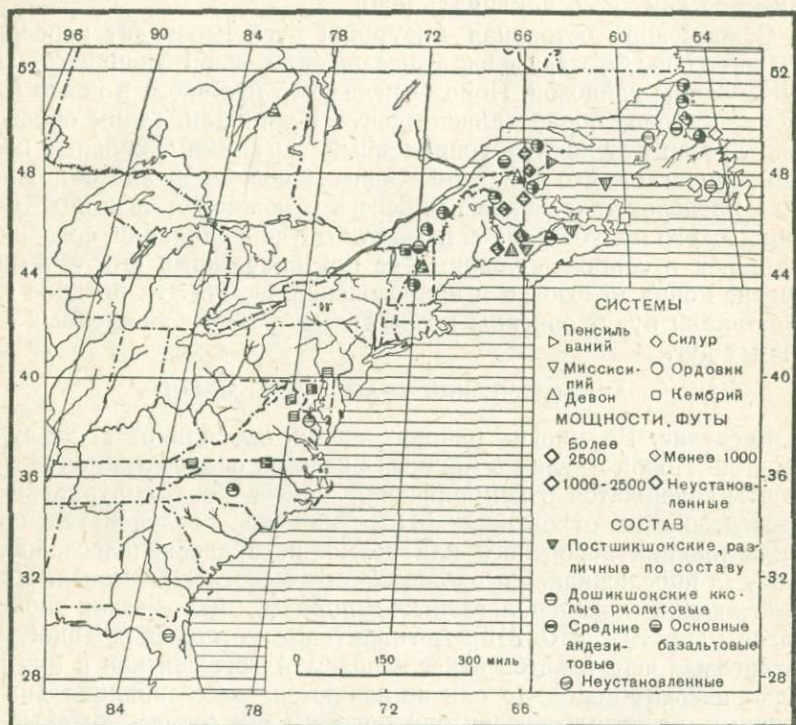 96 90 84 78 72 66 60 54
52
48
44
40 40
36 36
32 32
28 28
84 78 72 66
СИСТЕМЫ
Пенсиль
ваний
Силур
Миссиси-
пий
Ордовик
Девон
Кембрий
МОЩНОСТИ, ФУТЫ
Более
2500
Менее 1000
1000-2500
Неустанов-
ленные
СОСТАВ
Постшикшокские, раз-
личные по составу
Дошикшокские кис-
лые риолитовые
Средние
андези-
товые
Основные
базальтовые
Неустановленные
0 150 300 миль